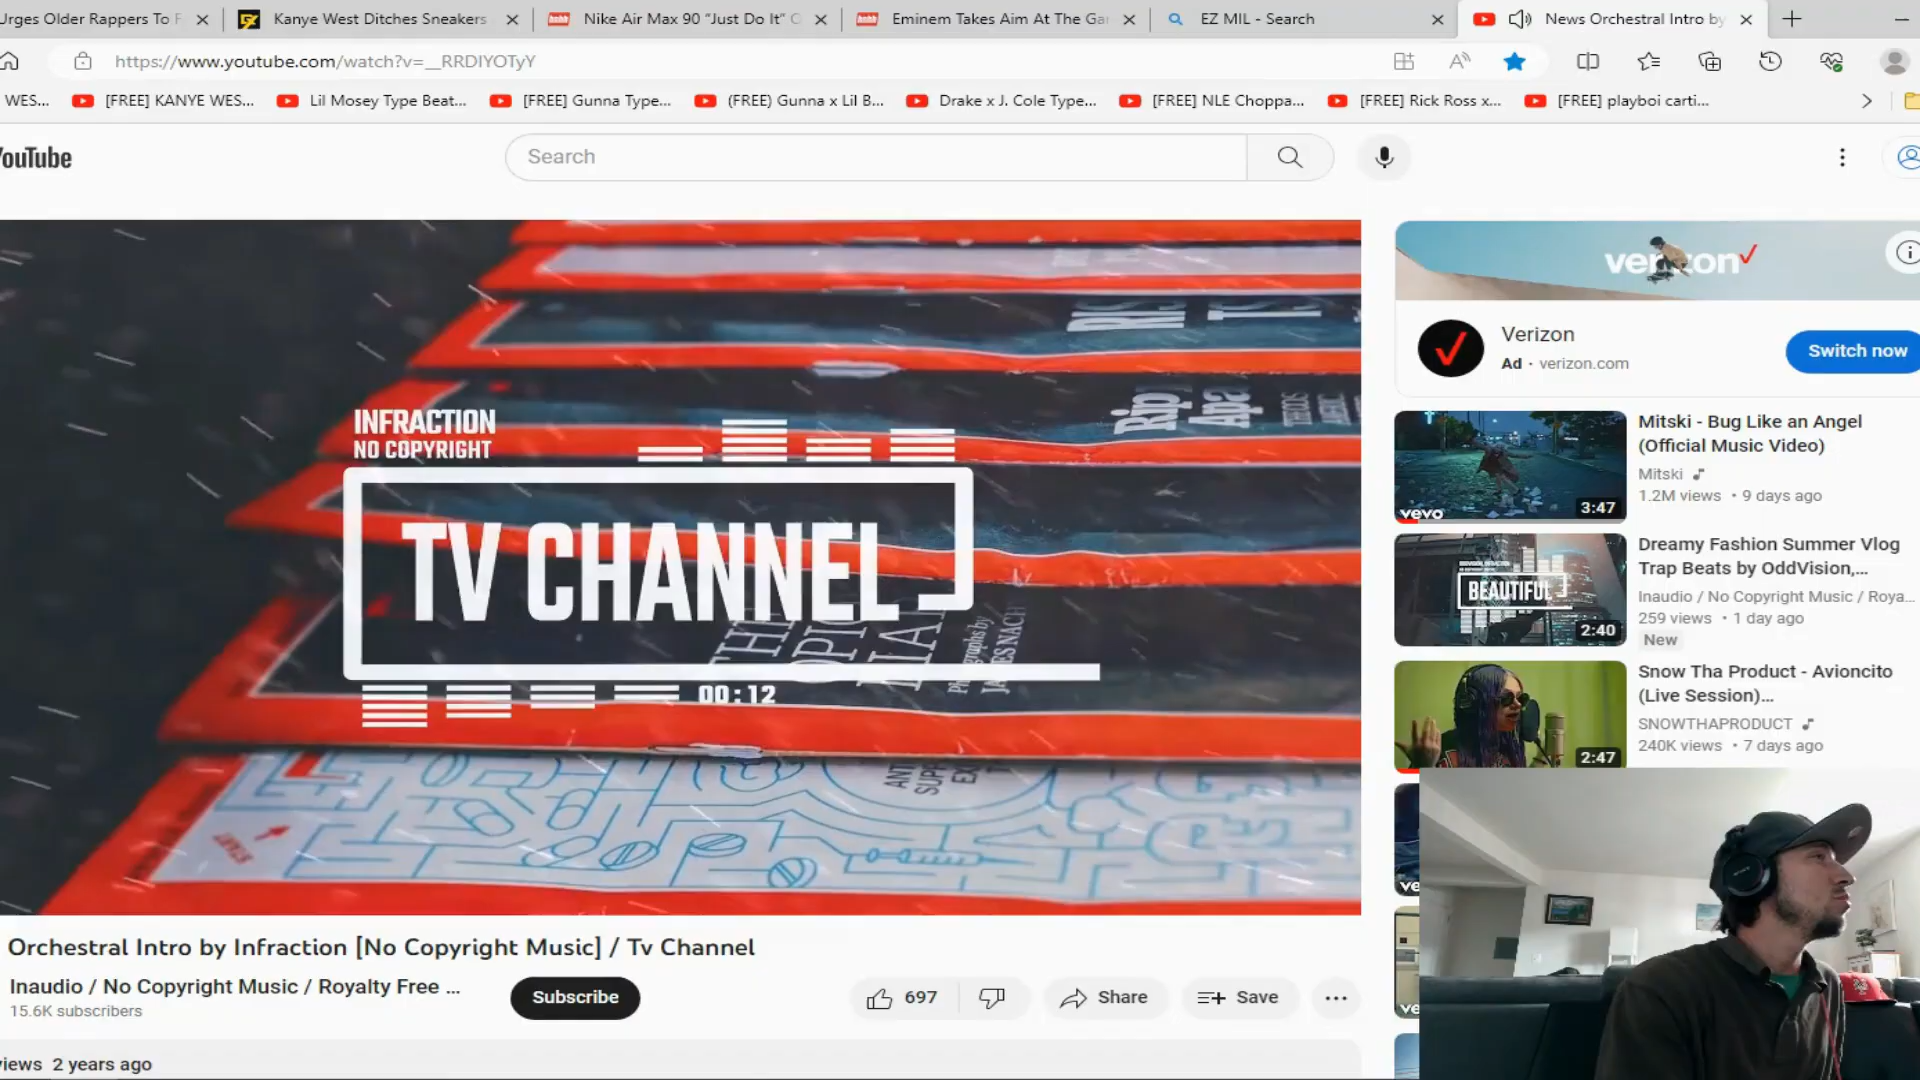 Urges Older Rappers To F
Kanye West Ditches Sneakers
Nike Air Max 90 “Just Do It” C
Eminem Takes Aim At The Ga
EZ MIL - Search
News Orchestral Intro by
https://www.youtube.com/watch?v=__RRDIYOTyY
WES...
[FREE] KANYE WES...
Lil Mosey Type Beat...
[FREE] Gunna Type...
(FREE) Gunna x Lil B...
Drake x J. Cole Type...
[FREE] NLE Choppa...
[FREE] Rick Ross x...
[FREE] playboi carti...
YouTube
Search
INFRACTION
NO COPYRIGHT
TV CHANNEL
00:12
START
verizon
Verizon
Ad · verizon.com
Switch now
Mitski - Bug Like an Angel
(Official Music Video)
Mitski
1.2M views • 9 days ago
vevo
3:47
Dreamy Fashion Summer Vlog
Trap Beats by OddVision,...
Inaudio / No Copyright Music / Roya...
259 views • 1 day ago
New
BEAUTIFUL
2:40
Snow Tha Product - Avioncito
(Live Session)...
SNOWTHAPRODUCT
240K views • 7 days ago
2:47
ve
ve
Orchestral Intro by Infraction [No Copyright Music] / Tv Channel
Inaudio / No Copyright Music / Royalty Free ...
15.6K subscribers
Subscribe
697
Share
Save
views 2 years ago